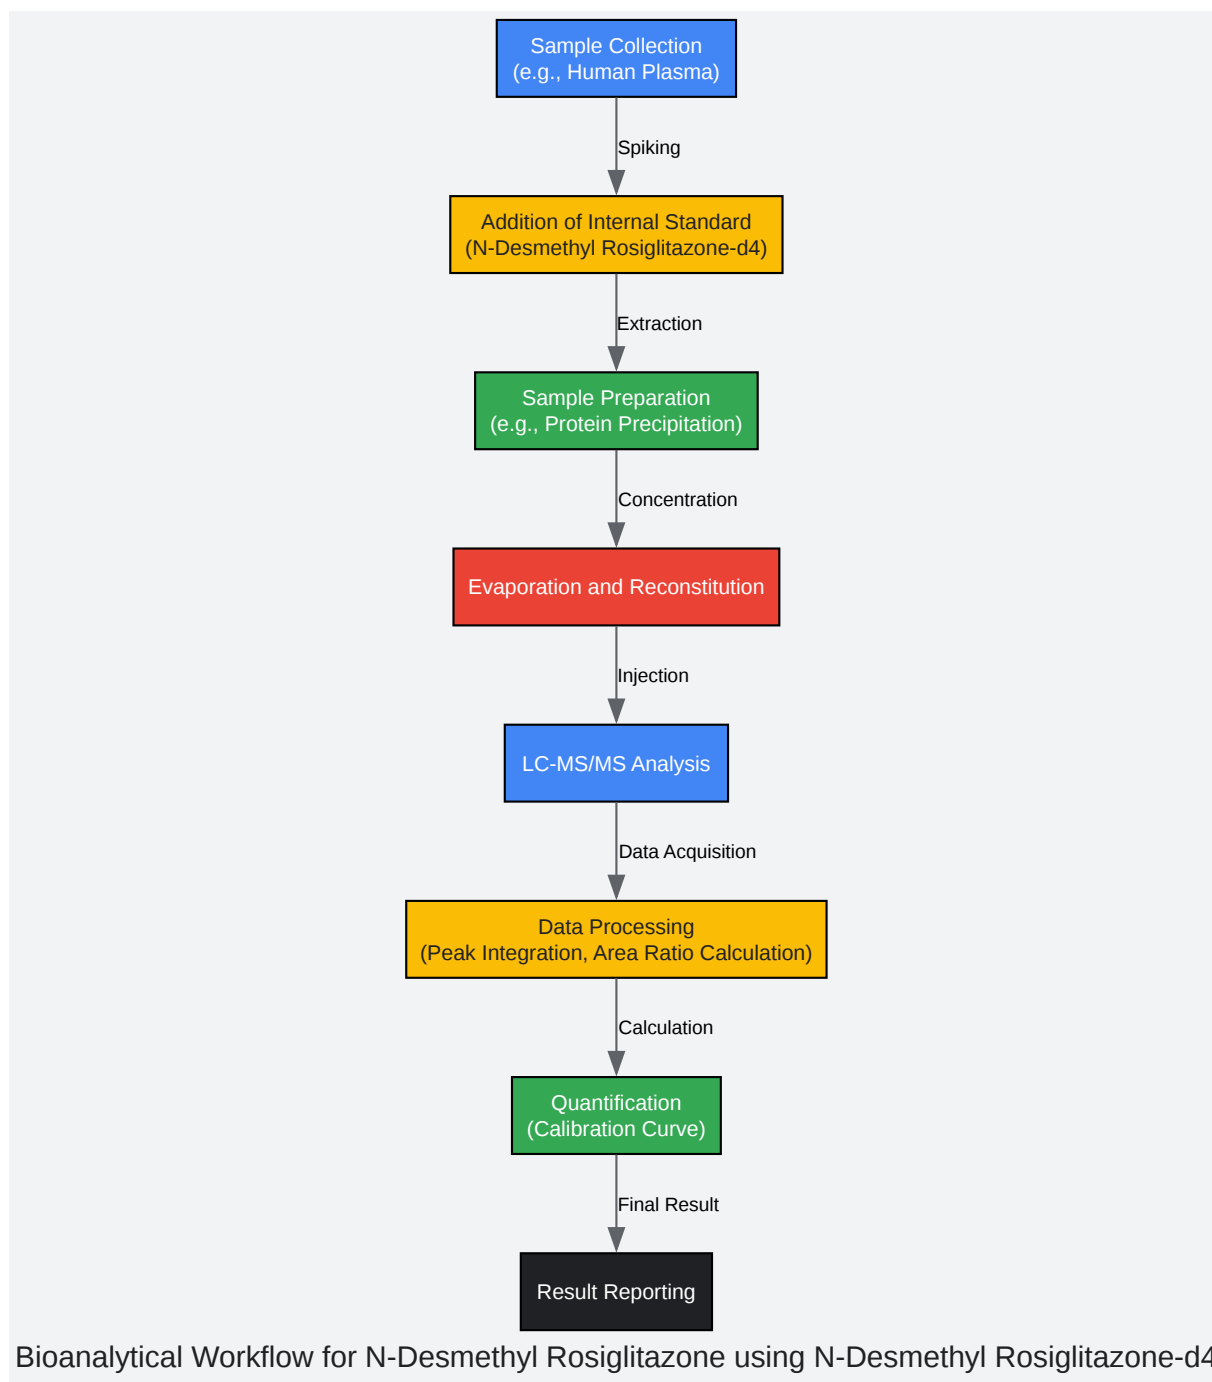 Sample Collection
(e.g., Human Plasma)
Spiking
Addition of Internal Standard
(N-Desmethyl Rosiglitazone-d4)
Extraction
Sample Preparation
(e.g., Protein Precipitation)
Concentration
Evaporation and Reconstitution
Injection
LC-MS/MS Analysis
Data Acquisition
Data Processing
(Peak Integration, Area Ratio Calculation)
Calculation
Quantification
(Calibration Curve)
Final Result
Result Reporting
Bioanalytical Workflow for N-Desmethyl Rosiglitazone using N-Desmethyl Rosiglitazone-d4